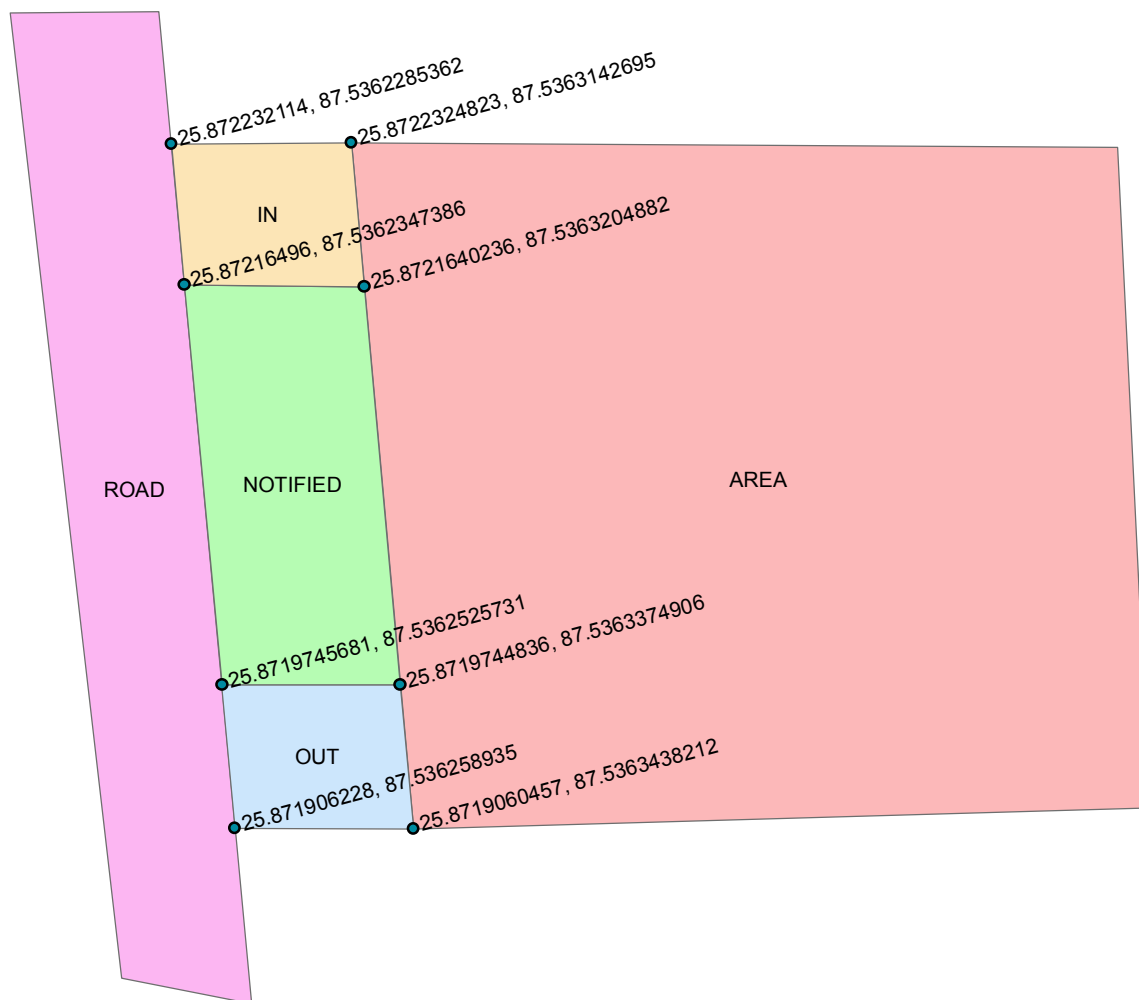 25.872232114, 87.5362285362
25.8722324823, 87.5363142695
IN
25.87216496, 87.5362347386
25.8721640236, 87.5363204882
ROAD
NOTIFIED
AREA
25.8719745681, 87.5362525731
25.8719744836, 87.5363374906
OUT
25.871906228, 87.536258935
25.8719060457, 87.5363438212